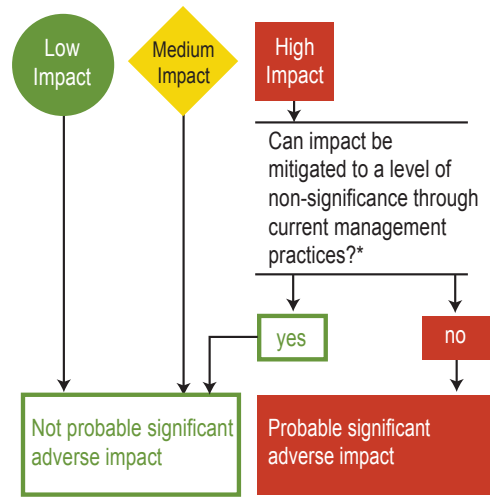 Low
Impact
Medium
Impact
High
Impact
Can impact be
mitigated to a level of
non-significance through
current management
practices?*
yes
no
Not probable significant
adverse impact
Probable significant
adverse impact